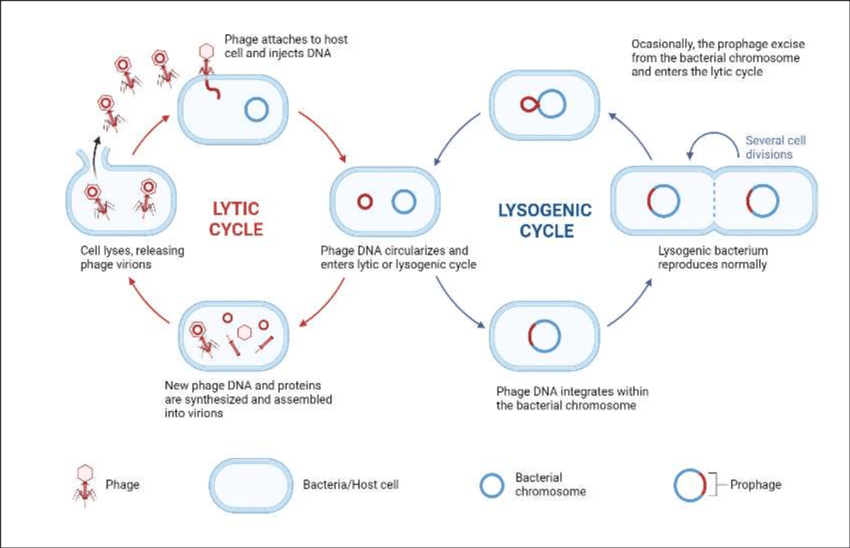 Phage attaches to host
cell and injects DNA
Ocasionally, the prophage excise
from the bacterial chromosome
and enters the lytic cycle
Several cell
divisions
LYTIC
CYCLE
LYSOGENIC
CYCLE
Cell lyses, releasing
phage virions
Phage DNA circularizes and
enters lytic or lysogenic cycle
Lysogenic bacterium
reproduces normally
New phage DNA and proteins
are synthesized and assembled
into virions
Phage DNA integrates within
the bacterial chromosome
Phage
Bacteria/Host cell
Bacterial
chromosome
Prophage